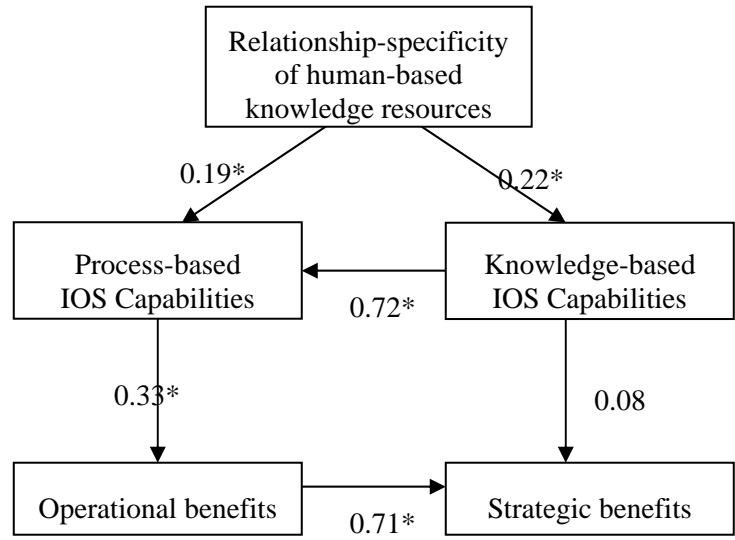 Relationship-specificity
of human-based
knowledge resources
0.19*
0.22*
Process-based
IOS Capabilities
Knowledge-based
IOS Capabilities
0.72*
0.33*
0.08
Operational benefits
Strategic benefits
0.71*